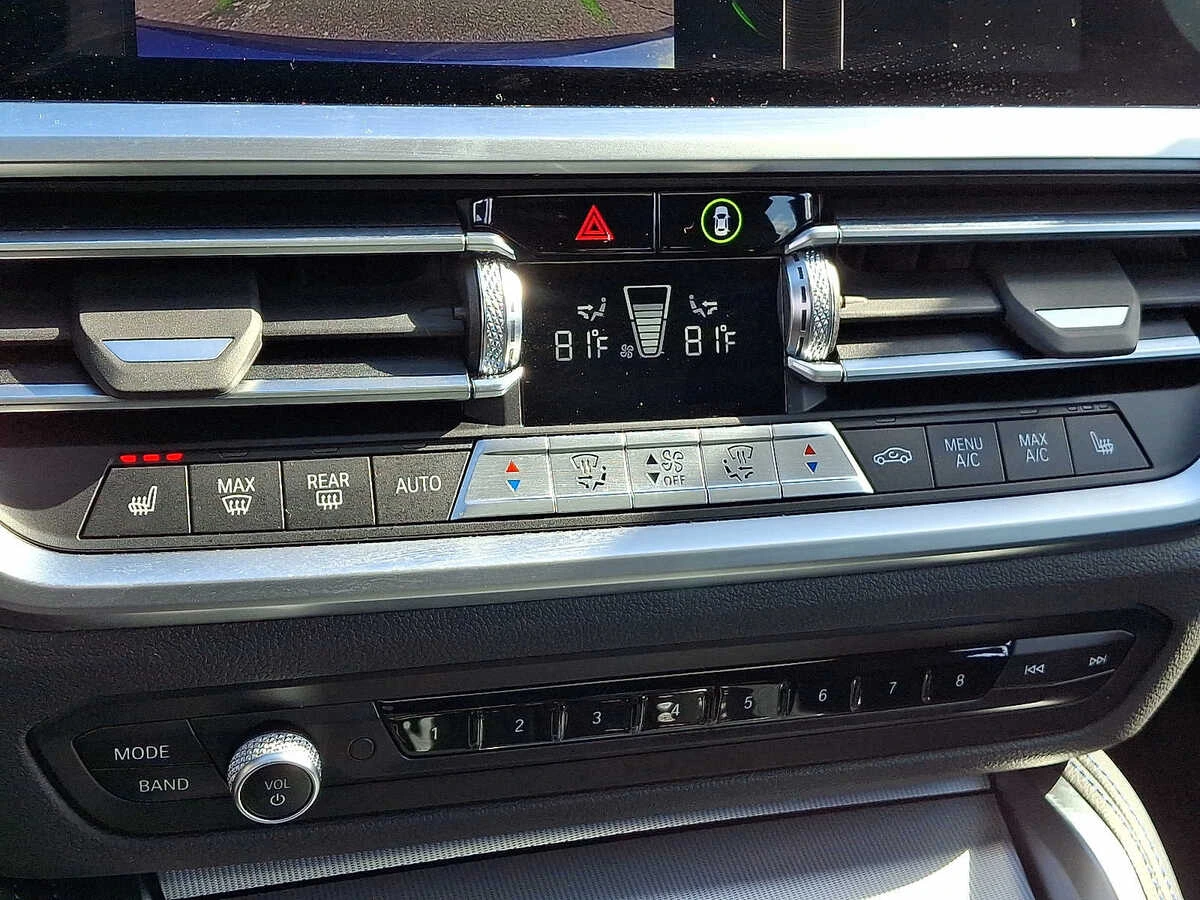 81°F 81°F
MAX
REAR
AUTO
OFF
MENU
A/C
MAX
A/C
1 2 3 4 5 6 7 8
MODE
BAND
VOL